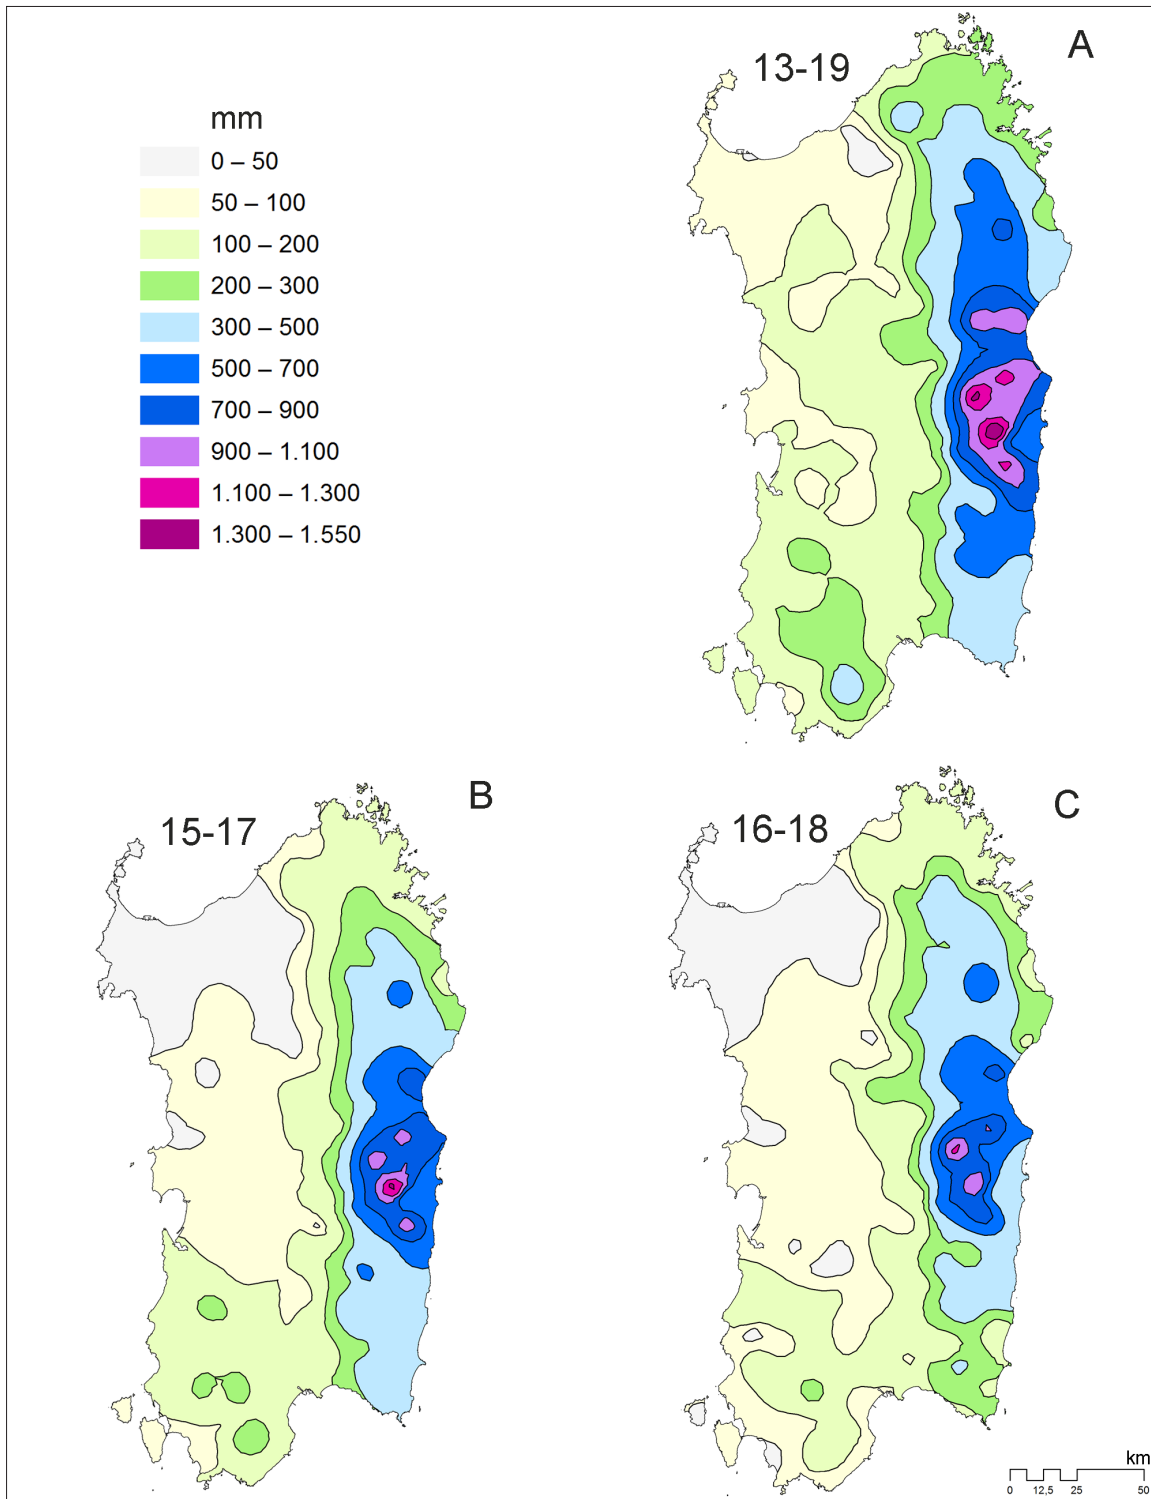 A
13-19
mm
0 – 50
50 – 100
100 – 200
200 – 300
300 – 500
500 – 700
700 – 900
900 – 1.100
1.100 – 1.300
1.300 – 1.550
B
15-17
C
16-18
km
0 12,5 25 50